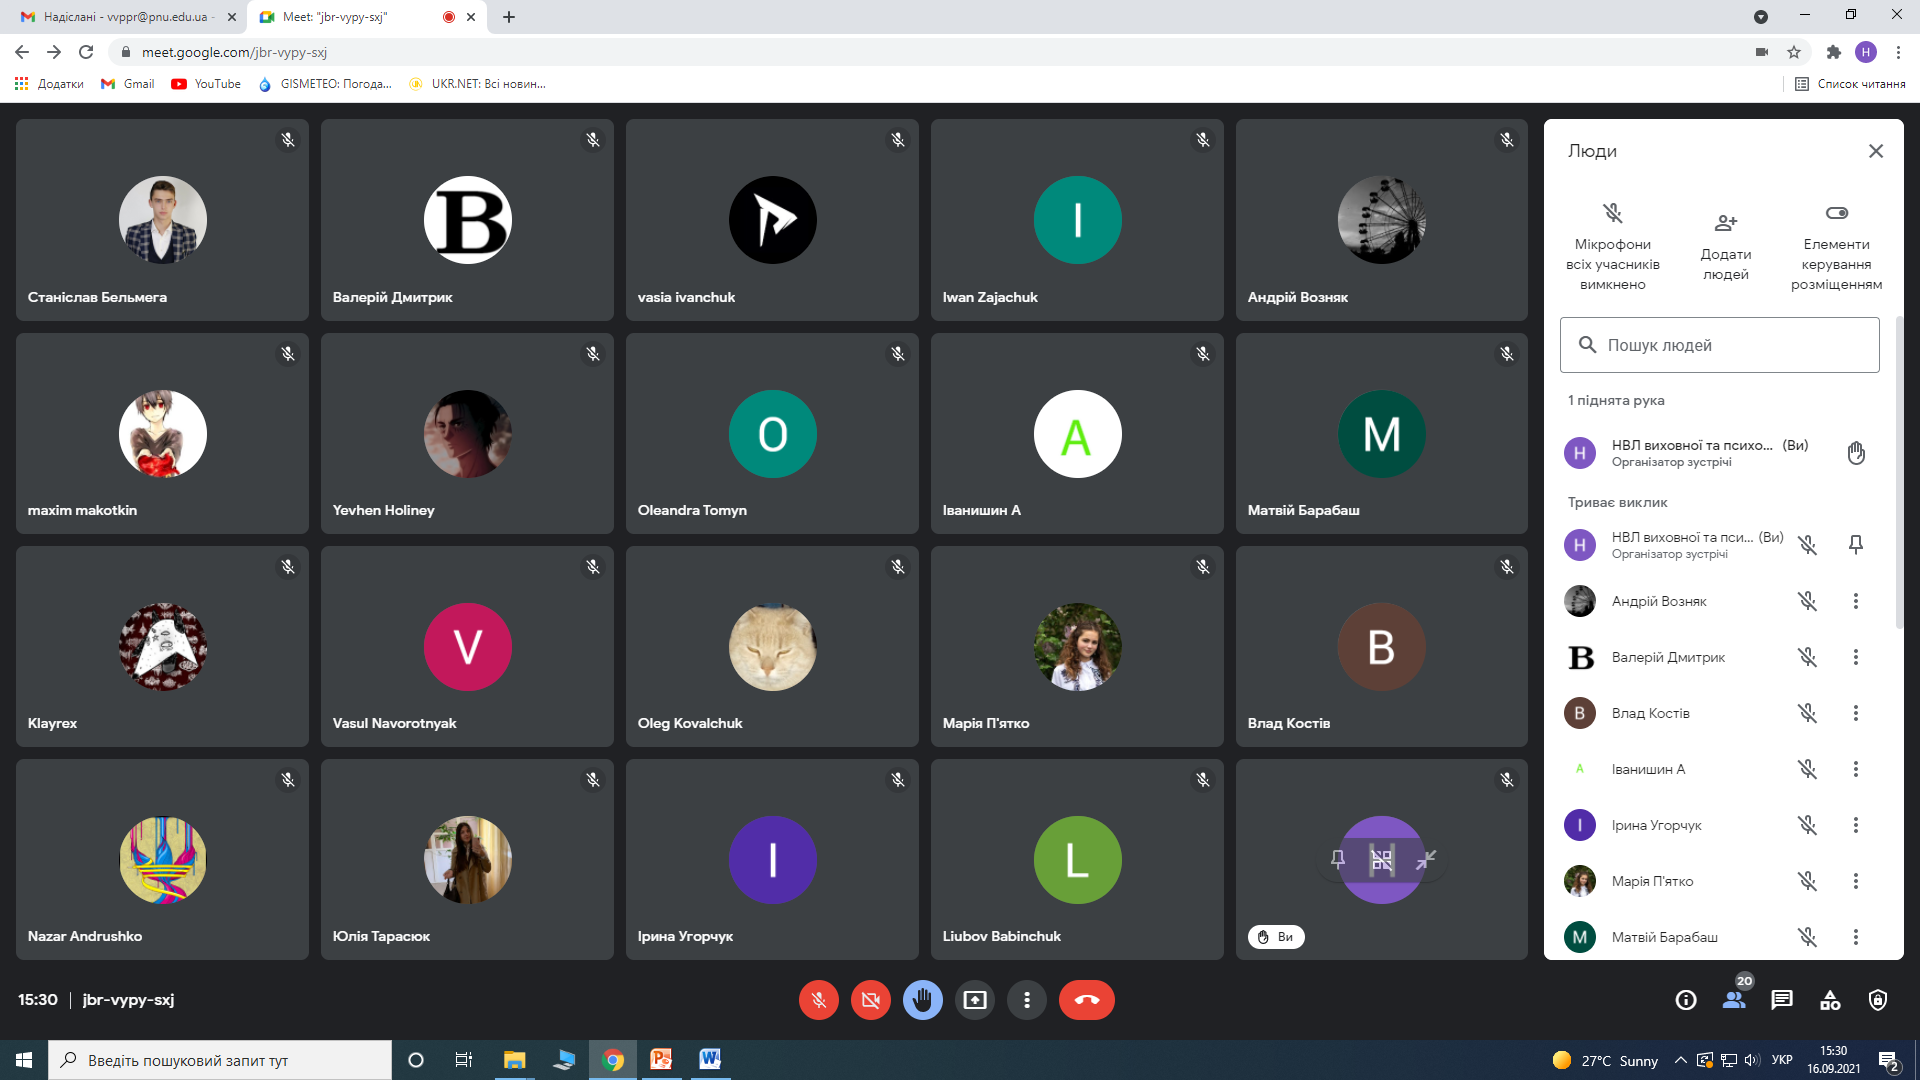 Надіслані - vvppr@pnu.edu.ua -
Meet: "jbr-vypy-sxj"
meet.google.com/jbr-vypy-sxj
H
Додатки
Gmail
YouTube
GISMETEO: Погода...
UKR.NET: Всі новин...
Список читання
Станіслав Бельмега
B
Валерій Дмитрик
vasia ivanchuk
I
Iwan Zajachuk
Андрій Возняк
maxim makotkin
Yevhen Holiney
O
Oleandra Tomyn
A
Іванишин А
M
Матвій Барабаш
Klayrex
V
Vasul Navorotnyak
Oleg Kovalchuk
Марія П'ятко
В
Влад Костів
Nazar Andrushko
Юлія Тарасюк
І
Ірина Угорчук
L
Liubov Babinchuk
Н
Ви
Люди
Мікрофони
всіх учасників
вимкнено
Додати
людей
Елементи
керування
розміщенням
Пошук людей
1 піднята рука
Н
НВЛ виховної та психо... (Ви)
Організатор зустрічі
Триває виклик
Н
НВЛ виховної та пси... (Ви)
Організатор зустрічі
Андрій Возняк
B
Валерій Дмитрик
В
Влад Костів
A
Іванишин А
І
Ірина Угорчук
Марія П'ятко
M
Матвій Барабаш
15:30 | jbr-vypy-sxj
20
Введіть пошуковий запит тут
27°C Sunny
УКР
15:30
16.09.2021
2